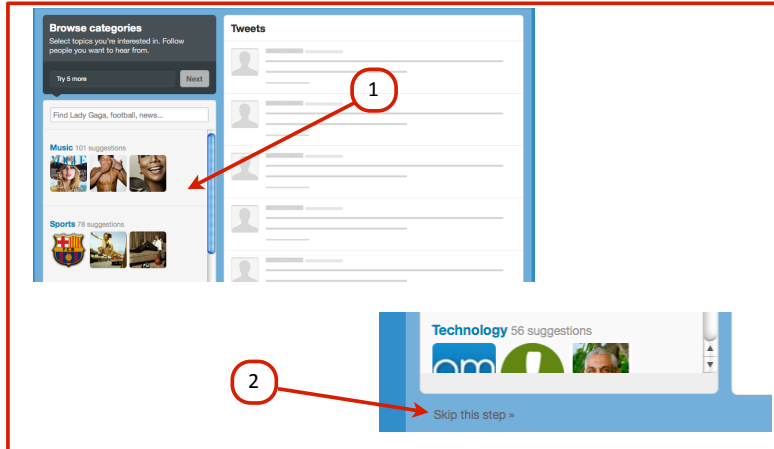 Browse categories
Select topics you're interested in. Follow
people you want to hear from.
Try 5 more
Next
Find Lady Gaga, football, news...
Music 101 suggestions
VOGUE
Sports 78 suggestions
FCB
Tweets
1
Technology 56 suggestions
om
2
Skip this step »